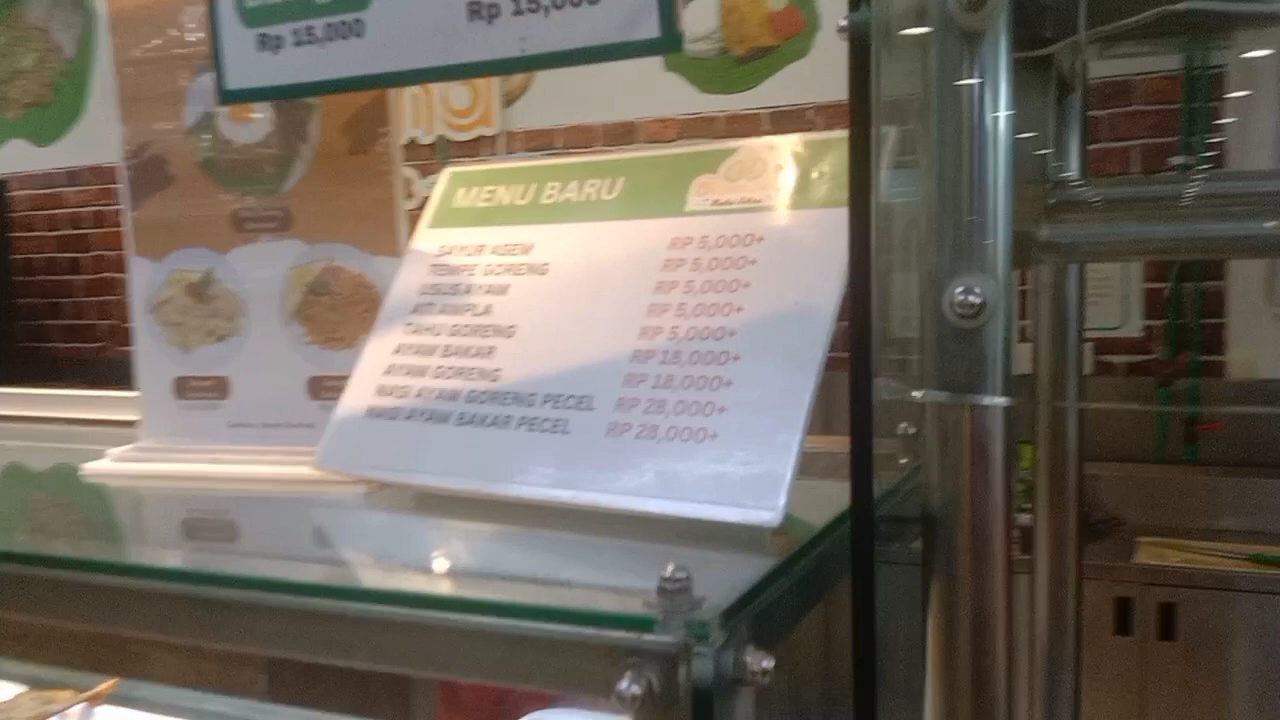 Rp 15,000
Rp 15,000
MENU BARU
SAYUR ASEM RP 5,000+
TEMPE GORENG RP 5,000+
USUS AYAM RP 5,000+
ATI AMPLA RP 5,000+
TAHU GORENG RP 5,000+
AYAM BAKAR RP 18,000+
AYAM GORENG RP 18,000+
NASI AYAM GORENG PECEL RP 28,000+
NASI AYAM BAKAR PECEL RP 28,000+